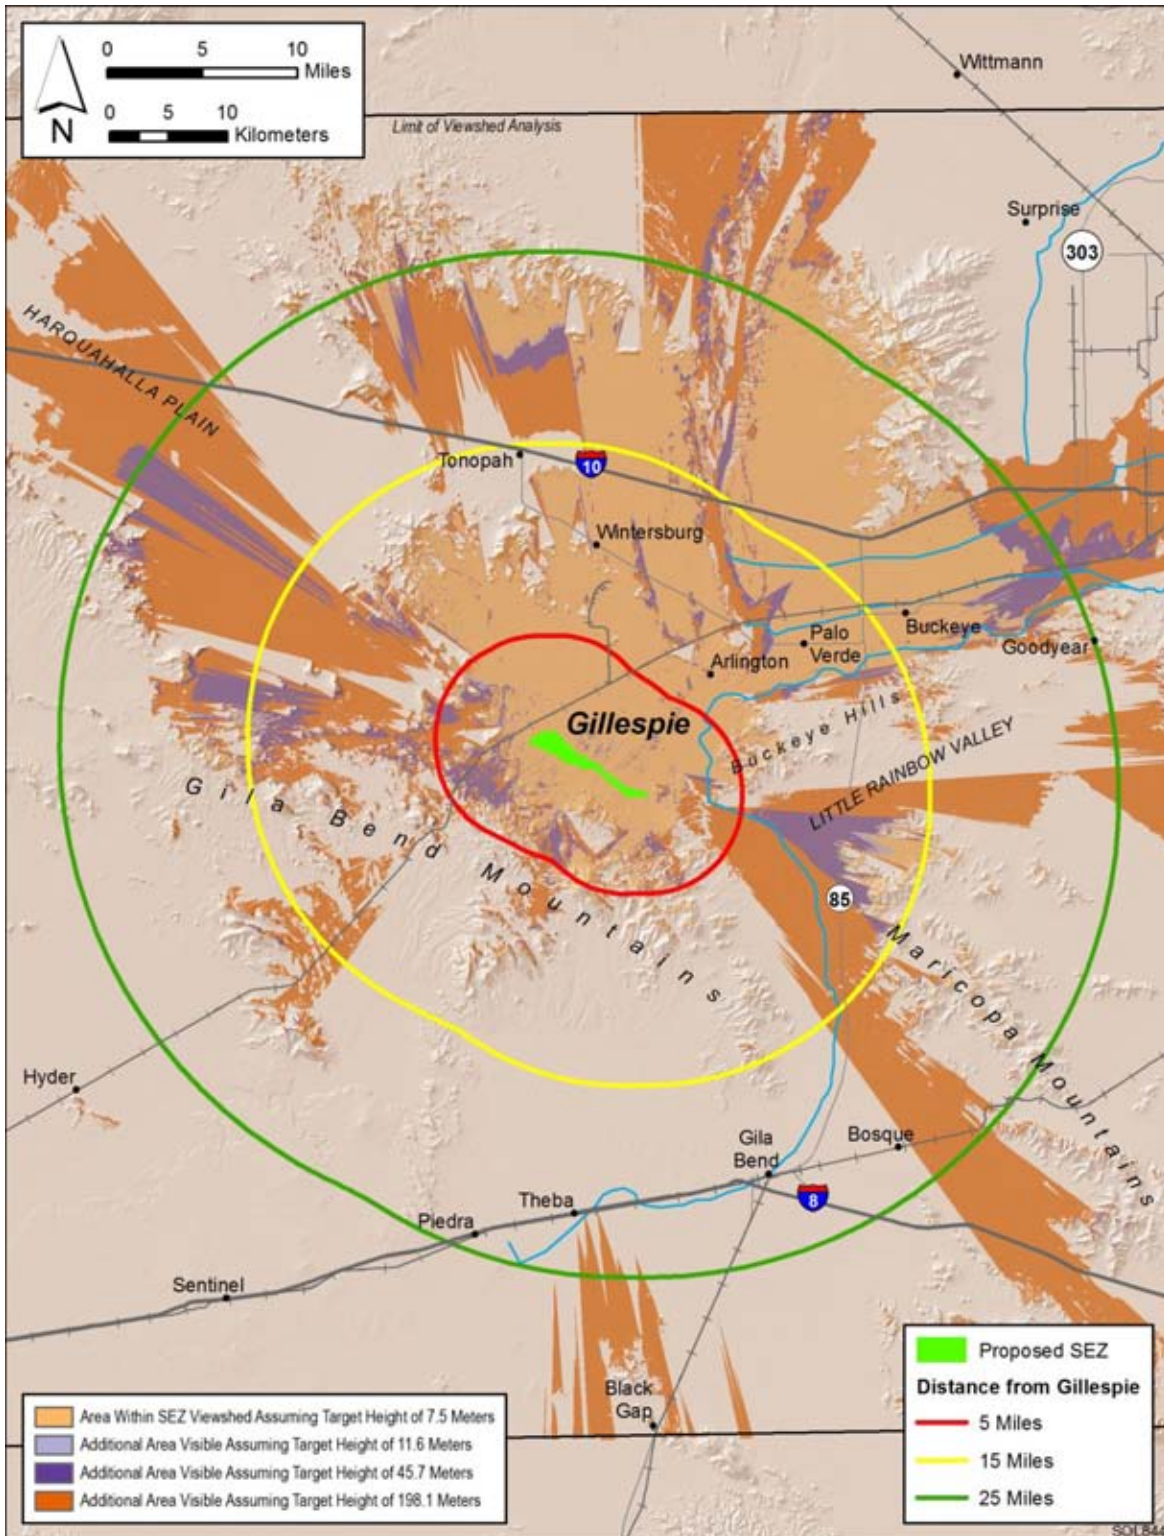 0 5 10
Miles
0 5 10
Kilometers
N
Limit of Viewshed Analysis
Wittmann
Surprise
303
HARQUAHALLA PLAIN
Tonopah
10
Wintersburg
Buckeye
Palo
Verde
Goodyear
Arlington
Gillespie
Buckeye Hills
LITTLE RAINBOW VALLEY
Gila Bend Mountains
85
Maricopa Mountains
Hyder
Gila
Bend
Bosque
8
Theba
Piedra
Sentinel
Black
Gap
Area Within SEZ Viewshed Assuming Target Height of 7.5 Meters
Additional Area Visible Assuming Target Height of 11.6 Meters
Additional Area Visible Assuming Target Height of 45.7 Meters
Additional Area Visible Assuming Target Height of 198.1 Meters
Proposed SEZ
Distance from Gillespie
5 Miles
15 Miles
25 Miles